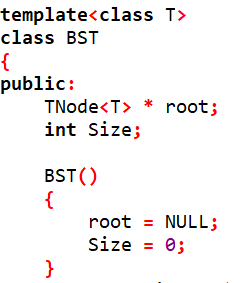 template<class T>
class BST
{
public:
    TNode<T> * root;
    int Size;

    BST()
    {
        root = NULL;
        Size = 0;
    }